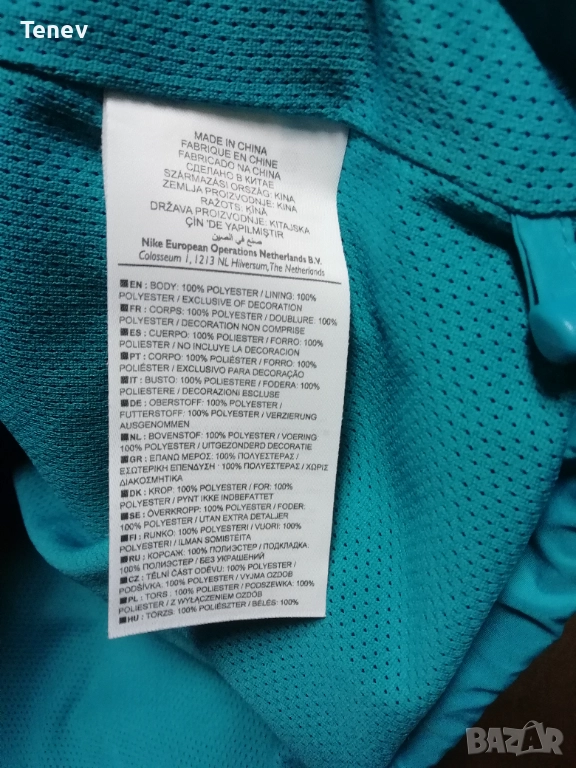 Tenev
MADE IN CHINA
FABRIQUE EN CHINE
FABRICADO NA CHINA
СДЕЛАНО В КИТАЕ
SZÁRMAZÁSI ORSZÁG: KÍNA
ZEMLJA PROIZVODNJE: KINA
RAŽOTS: ĶĪNĀ
ДРЖАВА PROIZVODNJE: КИТАЈСКА
ÇİN 'DE YAPILMIŞTIR
صنع في الصين
Nike European Operations Netherlands B.V.
Colosseum 1, 1213 NL Hilversum, The Netherlands
EN : BODY: 100% POLYESTER / LINING: 100%
POLYESTER / EXCLUSIVE OF DECORATION
FR : CORPS: 100% POLYESTER / DOUBLURE: 100%
POLYESTER / DECORATION NON COMPRISE
ES : CUERPO: 100% POLIÉSTER / FORRO: 100%
POLIÉSTER / NO INCLUYE LA DECORACIÓN
PT : CORPO: 100% POLIÉSTER / FORRO: 100%
POLIÉSTER / EXCLUSIVO PARA DECORAÇÃO
IT : BUSTO: 100% POLIESTERE / FODERA: 100%
POLIESTERE / DECORAZIONI ESCLUSE
DE : OBERSTOFF: 100% POLYESTER /
FUTTERSTOFF: 100% POLYESTER / VERZIERUNG
AUSGENOMMEN
NL : BOVENSTOF: 100% POLYESTER / VOERING
100% POLYESTER / UITGEZONDERD DECORATIE
GR : ΕΠΑΝΩ ΜΕΡΟΣ: 100% ΠΟΛΥΕΣΤΕΡΑΣ /
ΕΣΩΤΕΡΙΚΗ ΕΠΕΝΔΥΣΗ : 100% ΠΟΛΥΕΣΤΕΡΑΣ / ΧΩΡΙΣ
ΔΙΑΚΟΣΜΗΤΙΚΑ
DK : KROP: 100% POLYESTER / FOR: 100%
POLYESTER / PYNT IKKE INDBEFATTET
SE : ÖVERKROPP: 100% POLYESTER / FODER:
100% POLYESTER / UTAN EXTRA DETALJER
FI : RUNKO: 100% POLYESTERI / VUORI: 100%
POLYESTERI / ILMAN SOMISTEITA
RU : КОРСАЖ: 100% ПОЛИЭСТЕР / ПОДКЛАДКА:
100% ПОЛИЭСТЕР / БЕЗ УКРАШЕНИЙ
CZ : TĚLNÍ ČÁST ODĚVU: 100% POLYESTER /
PODŠÍVKA: 100% POLYESTER / VYJMA OZDOB
PL : TORS : 100% POLIESTER / PODSZEWKA: 100%
POLIESTER / Z WYŁĄCZENIEM OZDÓB
HU : TÖRZS: 100% POLIÉSZTER / BÉLÉS: 100%
BAZAR